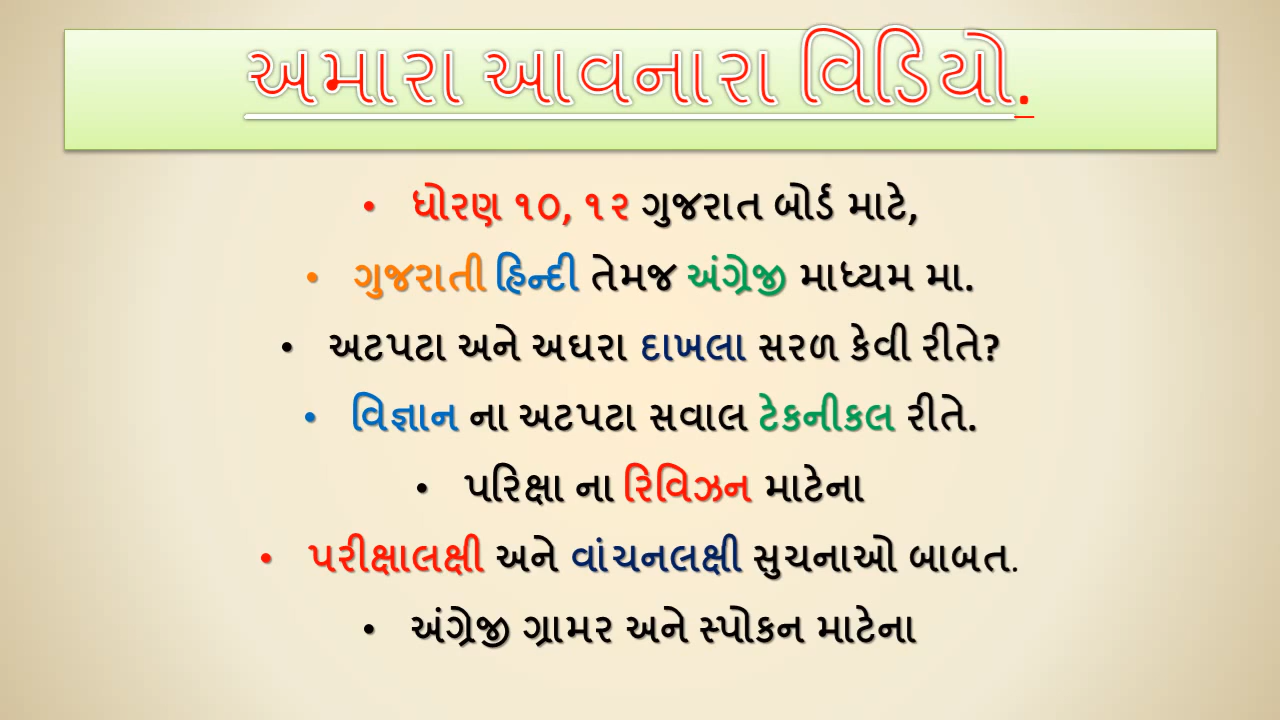 અમારા આવનારા વિડિયો.
• ધોરણ ૧૦, ૧૨ ગુજરાત બોર્ડ માટે,
• ગુજરાતી હિન્દી તેમજ અંગ્રેજી માધ્યમ મા.
• અટપટા અને અઘરા દાખલા સરળ કેવી રીતે?
• વિજ્ઞાન ના અટપટા સવાલ ટેકનીકલ રીતે.
• પરિક્ષા ના રિવિઝન માટેના
• પરીક્ષાલક્ષી અને વાંચનલક્ષી સુચનાઓ બાબત.
• અંગ્રેજી ગ્રામર અને સ્પોકન માટેના